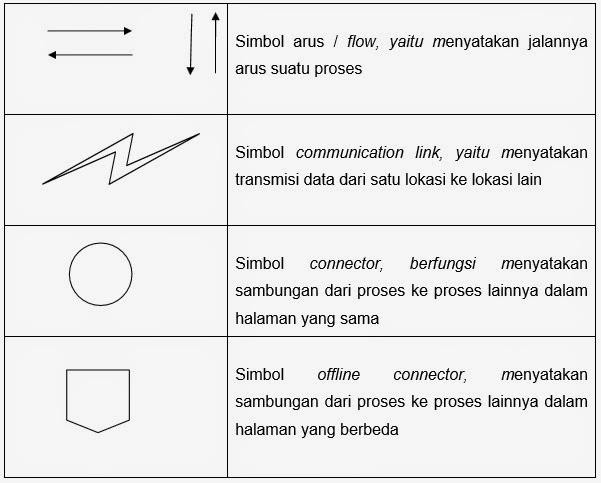 Simbol arus / flow, yaitu menyatakan jalannya
arus suatu proses
Simbol communication link, yaitu menyatakan
transmisi data dari satu lokasi ke lokasi lain
Simbol connector, berfungsi menyatakan
sambungan dari proses ke proses lainnya dalam
halaman yang sama
Simbol offline connector, menyatakan
sambungan dari proses ke proses lainnya dalam
halaman yang berbeda